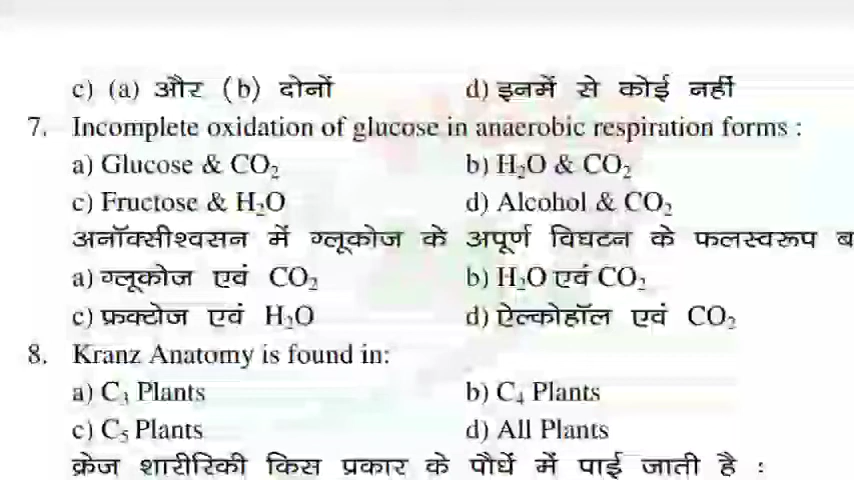 c) (a) और (b) दोनों d) इनमें से कोई नहीं
7. Incomplete oxidation of glucose in anaerobic respiration forms :
a) Glucose & CO₂ b) H₂O & CO₂
c) Fructose & H₂O d) Alcohol & CO₂
अनॉक्सीश्वसन में ग्लूकोज के अपूर्ण विघटन के फलस्वरूप
a) ग्लूकोज एवं CO₂ b) H₂O एवं CO₂
c) फ्रक्टोज एवं H₂O d) ऐल्कोहॉल एवं CO₂
8. Kranz Anatomy is found in:
a) C₃ Plants b) C₄ Plants
c) C₅ Plants d) All Plants
क्रेंज शारीरिकी किस प्रकार के पौधें में पाई जाती है :